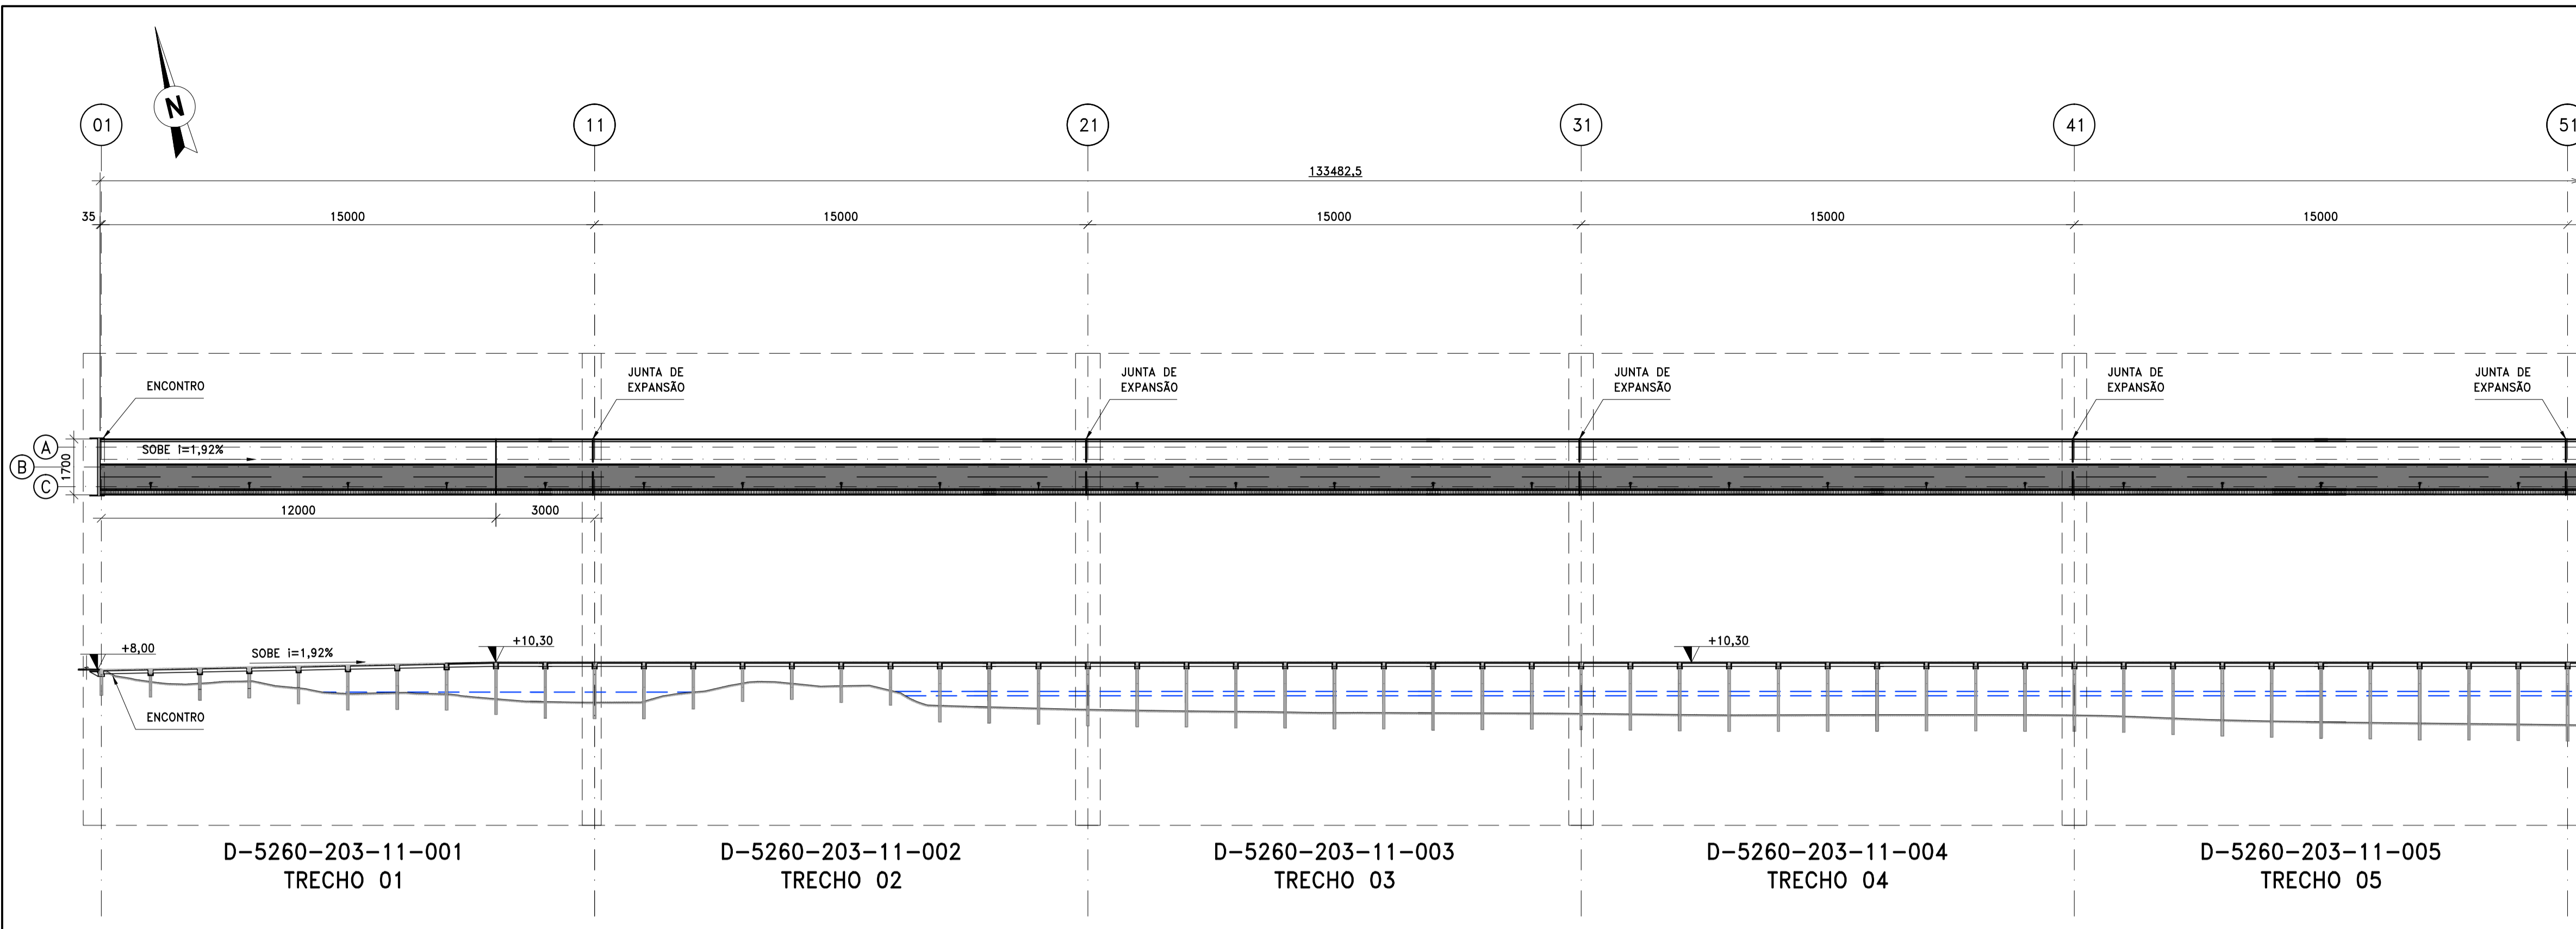 N
01
11
21
31
41
51
133482,5
35
15000
15000
15000
15000
15000
ENCONTRO
JUNTA DE
EXPANSÃO
JUNTA DE
EXPANSÃO
JUNTA DE
EXPANSÃO
JUNTA DE
EXPANSÃO
JUNTA DE
EXPANSÃO
A
B
C
1700
SOBE i=1,92%
12000
3000
+8,00
SOBE i=1,92%
+10,30
+10,30
ENCONTRO
D-5260-203-11-001
TRECHO 01
D-5260-203-11-002
TRECHO 02
D-5260-203-11-003
TRECHO 03
D-5260-203-11-004
TRECHO 04
D-5260-203-11-005
TRECHO 05